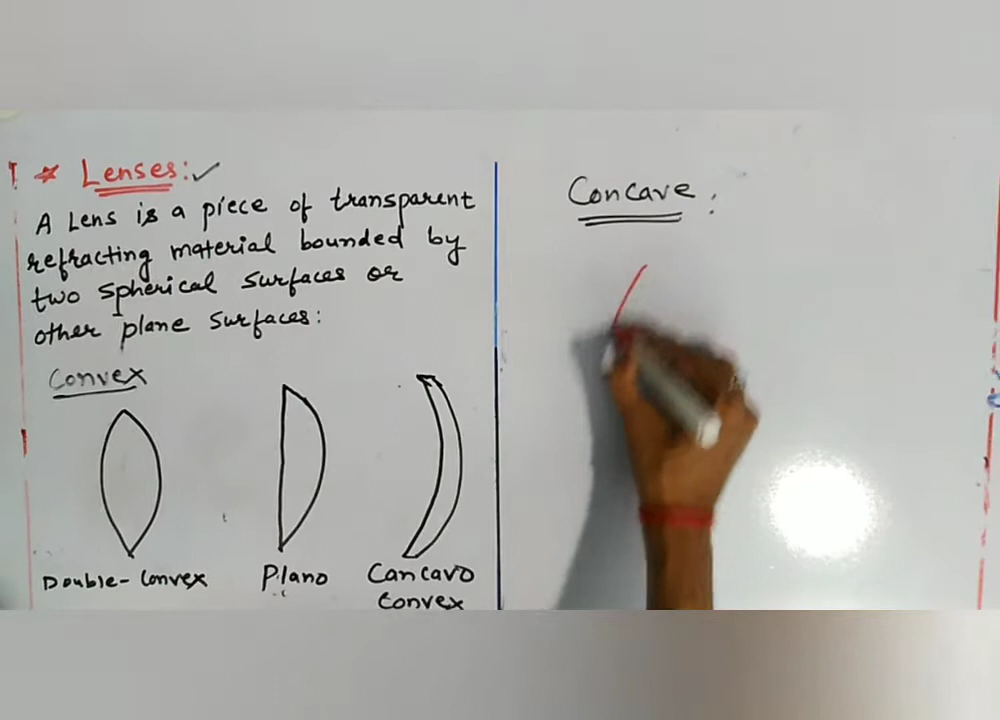 * Lenses:
A Lens is a piece of transparent
refracting material bounded by
two spherical surfaces or
other plane surfaces:
Convex
Double-Convex
Plano
Cancavo
Convex
Concave: